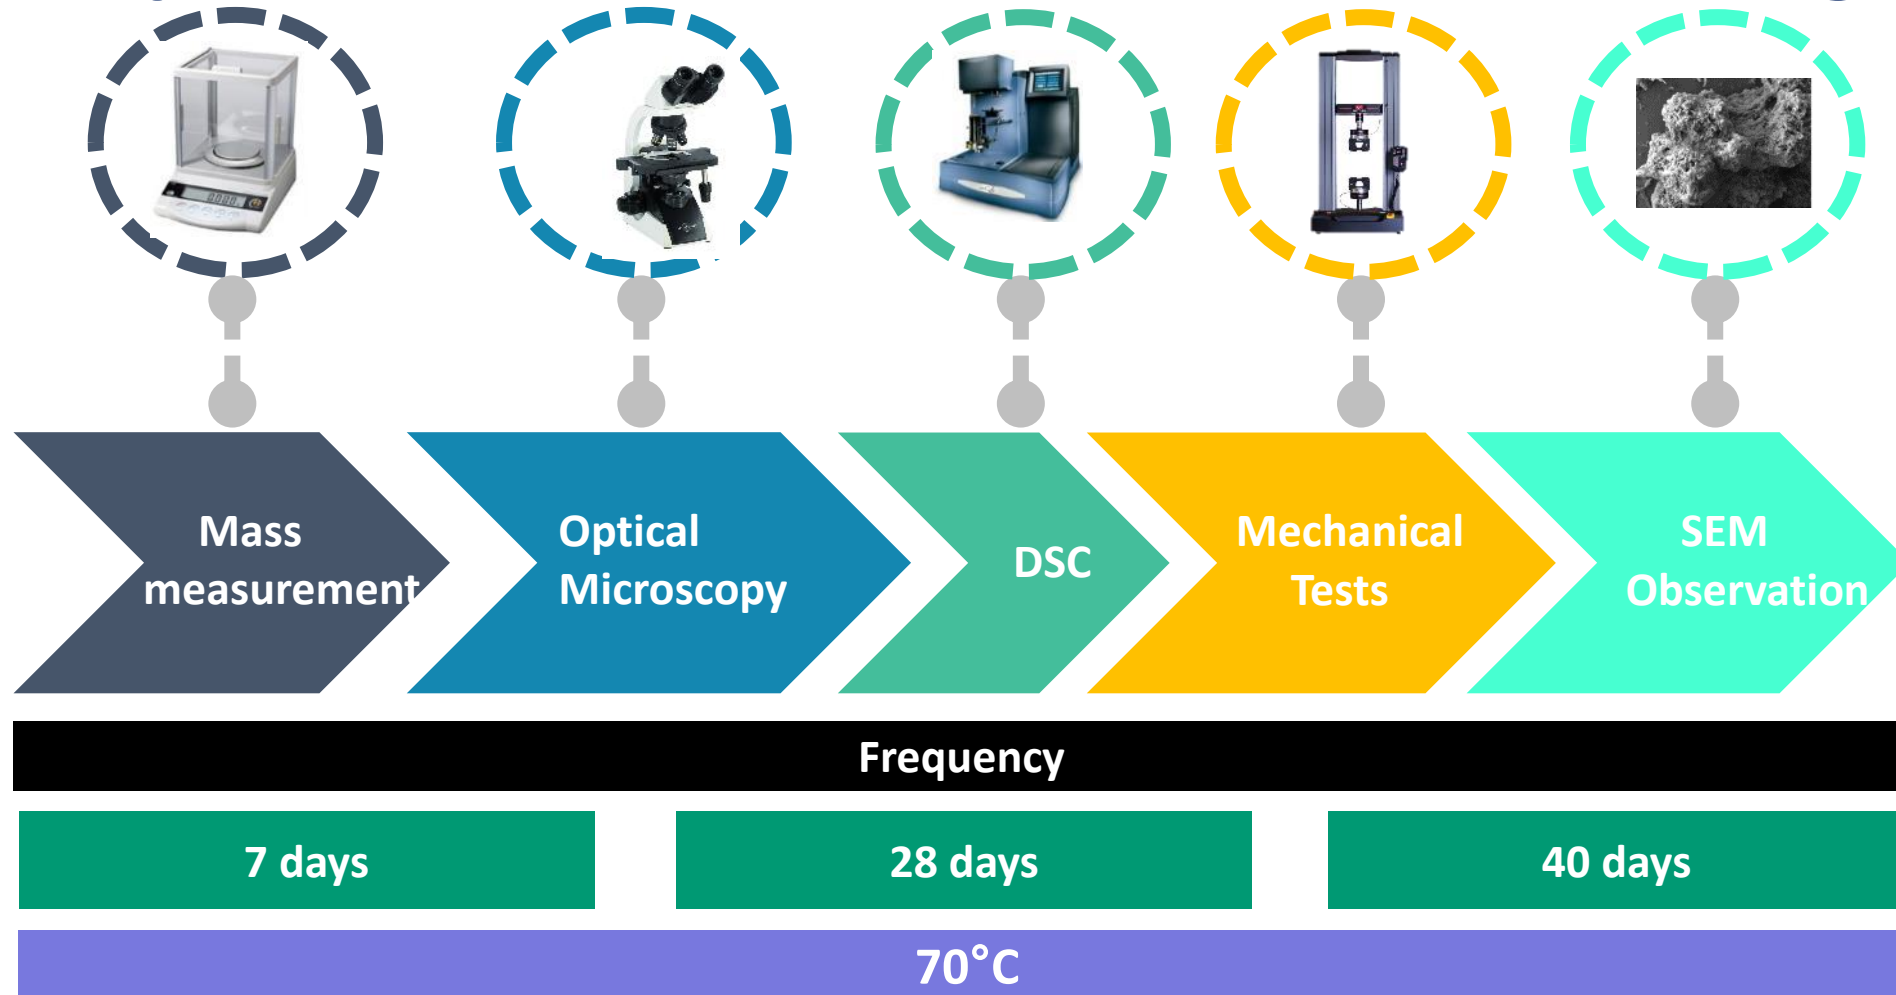 Mass
measurement
Optical
Microscopy
DSC
Mechanical
Tests
SEM
Observation
Frequency
7 days
28 days
40 days
70°C